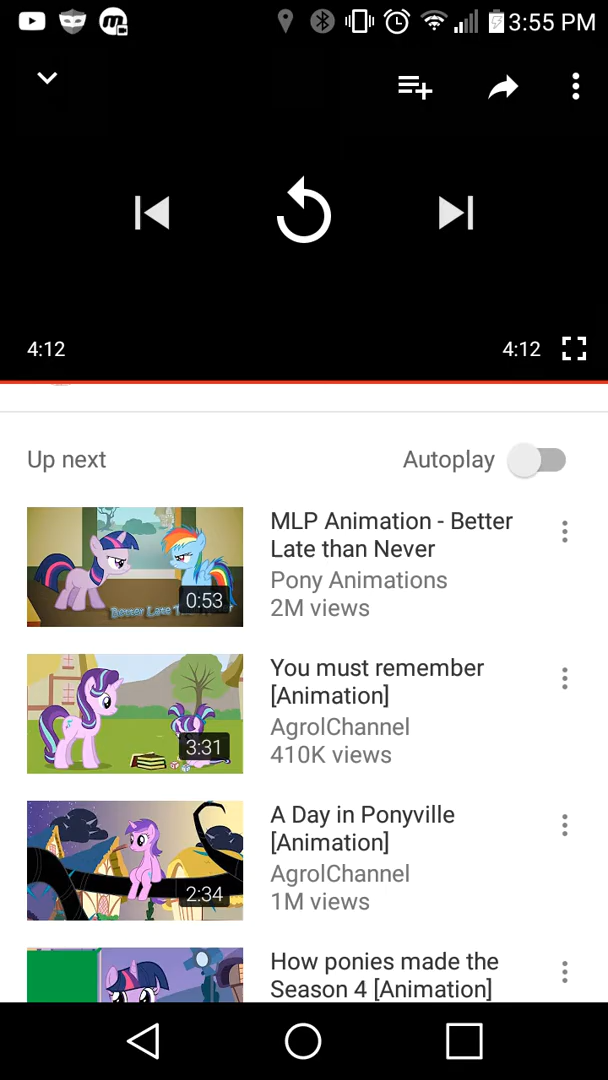 3:55 PM
4:12
4:12
Up next
Autoplay
MLP Animation - Better
Late than Never
Pony Animations
2M views
Better Late T
0:53
You must remember
[Animation]
AgrolChannel
410K views
3:31
A Day in Ponyville
[Animation]
AgrolChannel
1M views
2:34
How ponies made the
Season 4 [Animation]